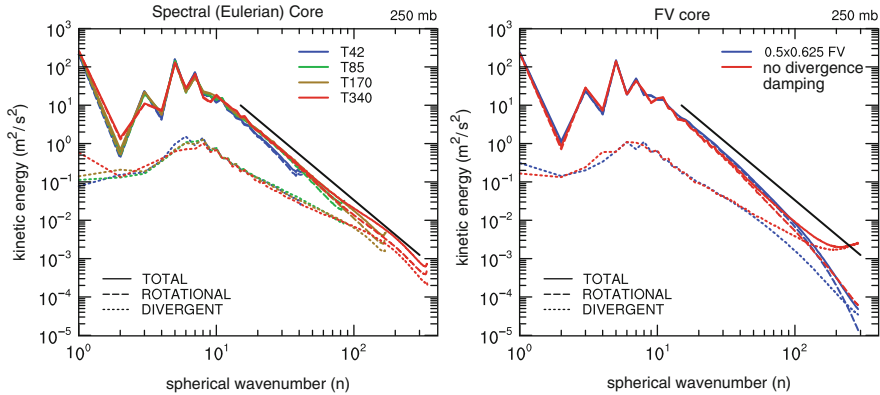 Spectral (Eulerian) Core
250 mb
10³
10²
10¹
10⁰
10⁻¹
10⁻²
10⁻³
10⁻⁴
10⁻⁵
kinetic energy (m²/s²)
T42
T85
T170
T340
TOTAL
ROTATIONAL
DIVERGENT
10⁰
10¹
10²
spherical wavenumber (n)
FV core
250 mb
10³
10²
10¹
10⁰
10⁻¹
10⁻²
10⁻³
10⁻⁴
10⁻⁵
kinetic energy (m²/s²)
0.5x0.625 FV
no divergence
damping
TOTAL
ROTATIONAL
DIVERGENT
10⁰
10¹
10²
spherical wavenumber (n)